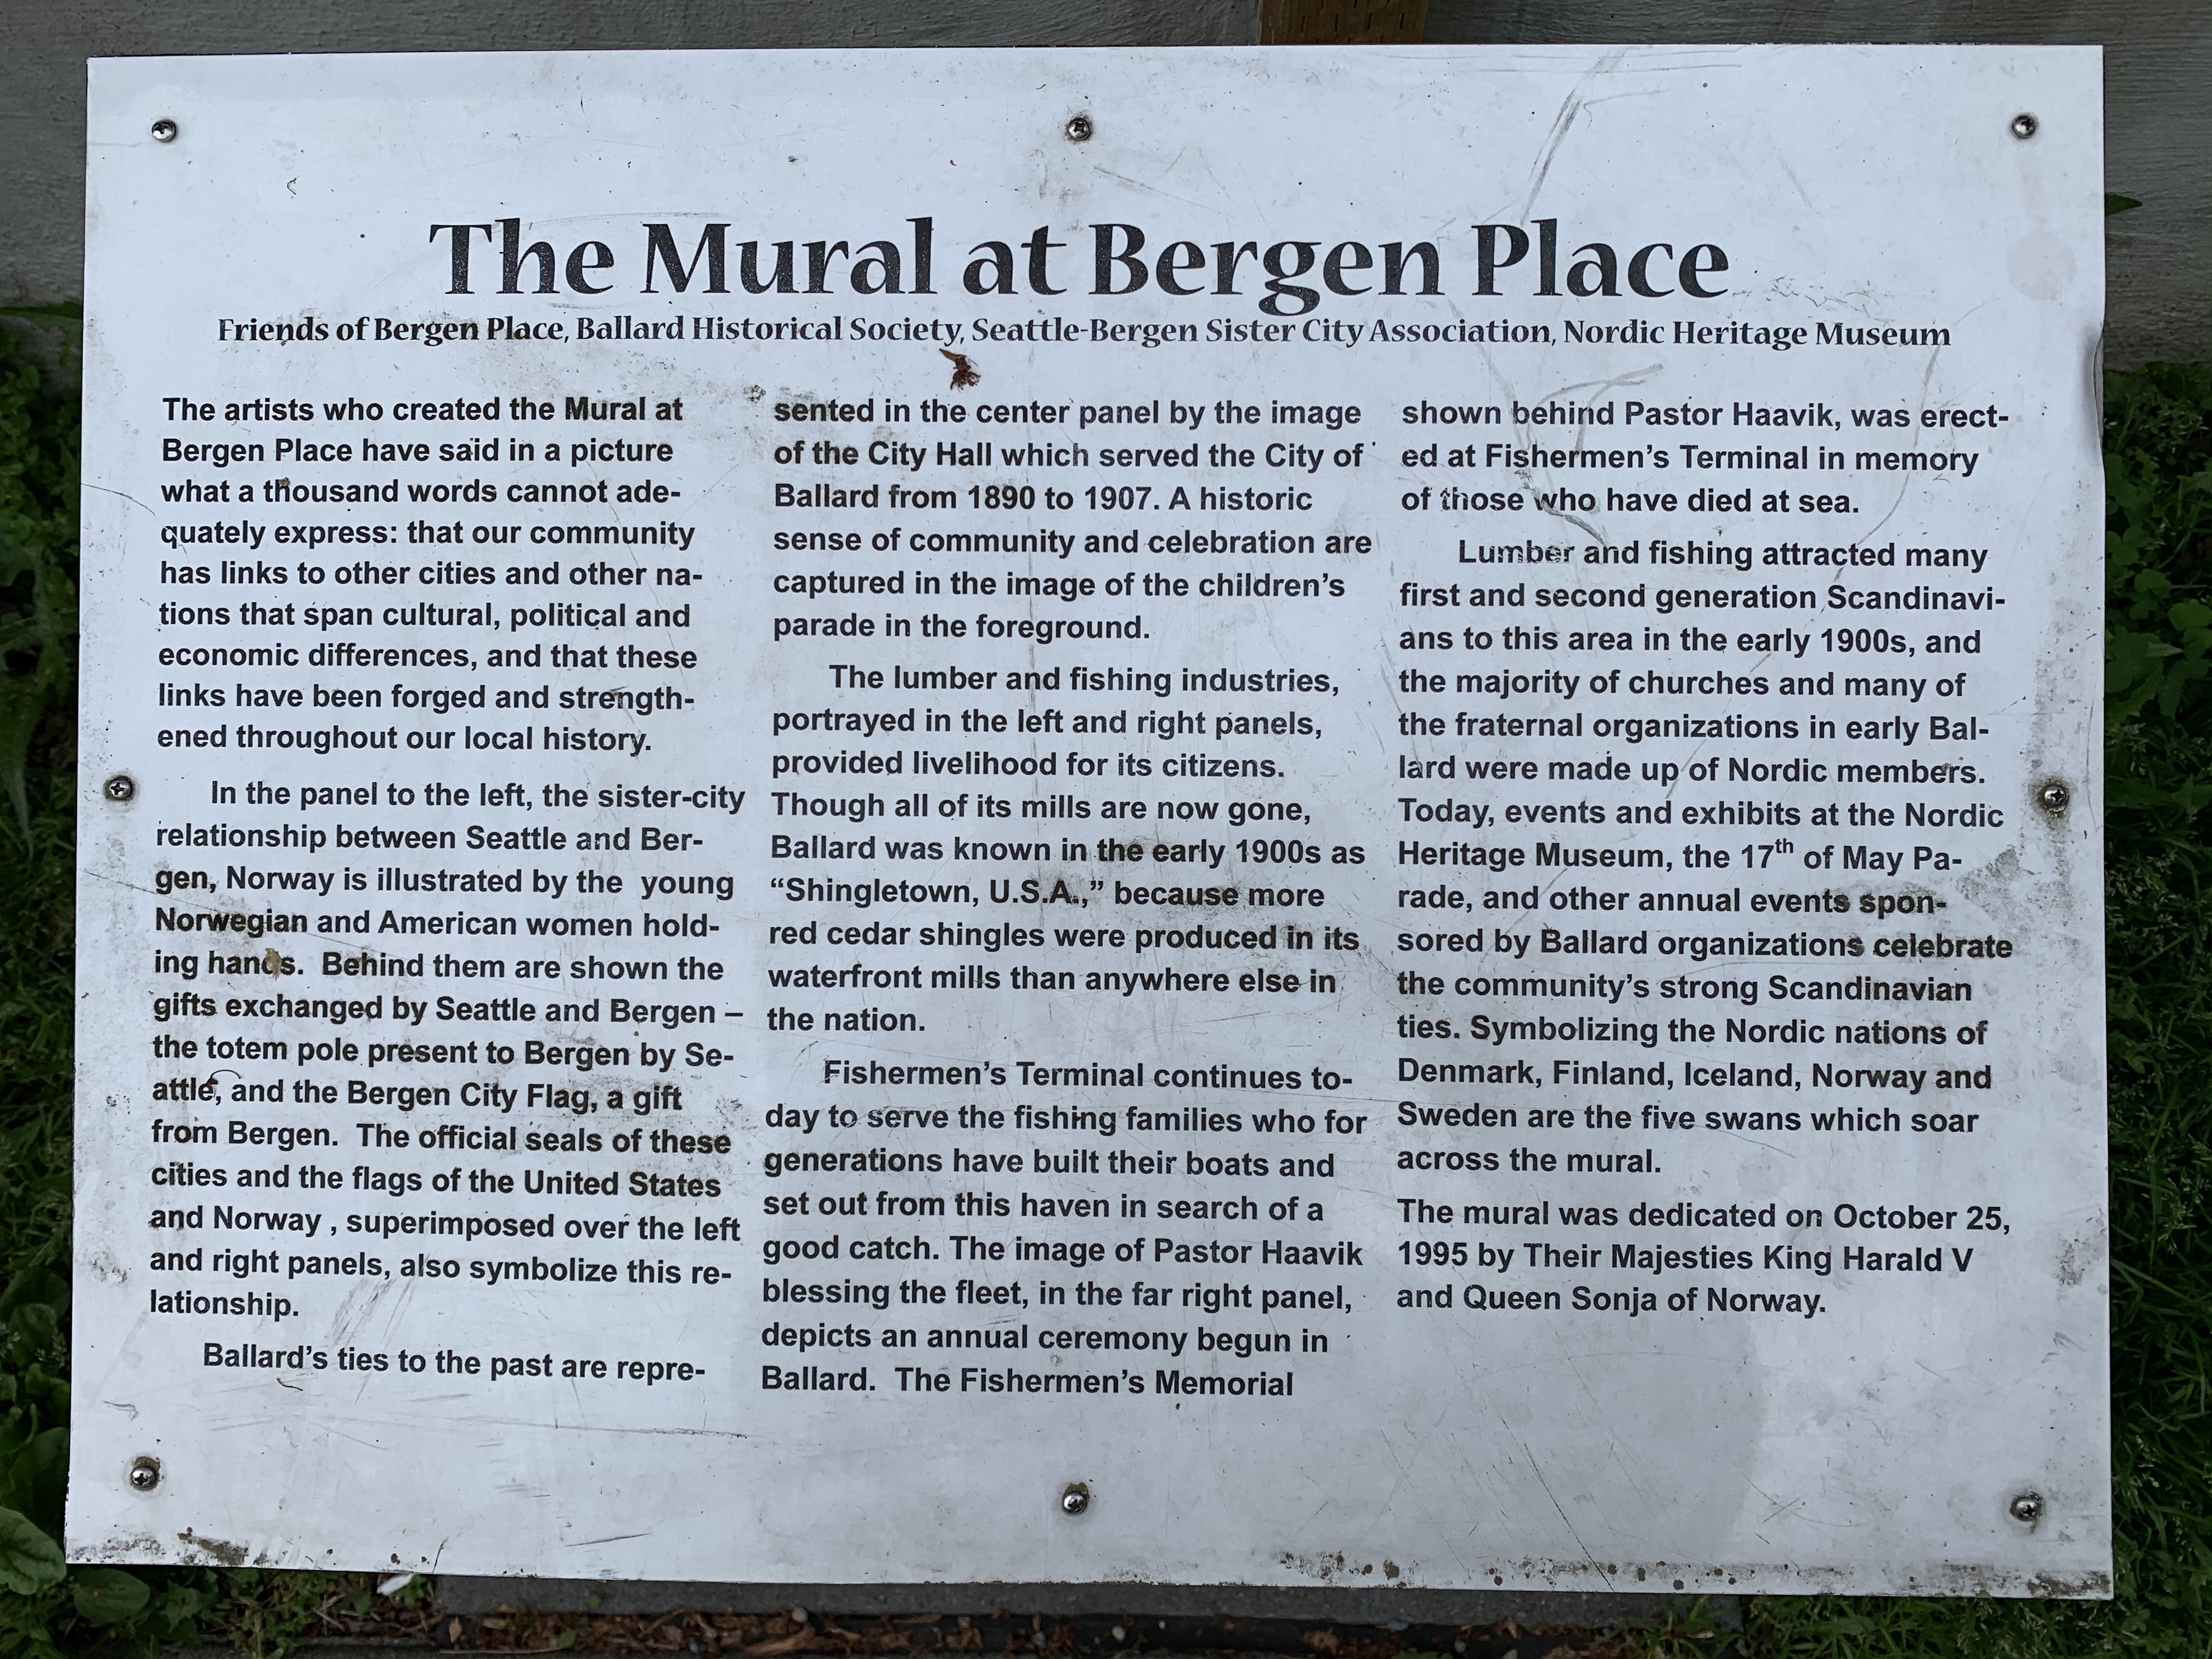 The Mural at Bergen Place
Friends of Bergen Place, Ballard Historical Society, Seattle-Bergen Sister City Association, Nordic Heritage Museum
The artists who created the Mural at
Bergen Place have said in a picture
what a thousand words cannot ade-
quately express: that our community
has links to other cities and other na-
tions that span cultural, political and
economic differences, and that these
links have been forged and strength-
ened throughout our local history.
In the panel to the left, the sister-city
relationship between Seattle and Ber-
gen, Norway is illustrated by the  young
Norwegian and American women hold-
ing hands.  Behind them are shown the
gifts exchanged by Seattle and Bergen –
the totem pole present to Bergen by Se-
attle, and the Bergen City Flag, a gift
from Bergen.  The official seals of these
cities and the flags of the United States
and Norway , superimposed over the left
and right panels, also symbolize this re-
lationship.
Ballard’s ties to the past are repre-
sented in the center panel by the image
of the City Hall which served the City of
Ballard from 1890 to 1907. A historic
sense of community and celebration are
captured in the image of the children’s
parade in the foreground.
The lumber and fishing industries,
portrayed in the left and right panels,
provided livelihood for its citizens.
Though all of its mills are now gone,
Ballard was known in the early 1900s as
“Shingletown, U.S.A.,” because more
red cedar shingles were produced in its
waterfront mills than anywhere else in
the nation.
Fishermen’s Terminal continues to-
day to serve the fishing families who for
generations have built their boats and
set out from this haven in search of a
good catch. The image of Pastor Haavik
blessing the fleet, in the far right panel,
depicts an annual ceremony begun in
Ballard.  The Fishermen’s Memorial
shown behind Pastor Haavik, was erect-
ed at Fishermen’s Terminal in memory
of those who have died at sea.
Lumber and fishing attracted many
first and second generation Scandinavi-
ans to this area in the early 1900s, and
the majority of churches and many of
the fraternal organizations in early Bal-
lard were made up of Nordic members.
Today, events and exhibits at the Nordic
Heritage Museum, the 17th of May Pa-
rade, and other annual events spon-
sored by Ballard organizations celebrate
the community’s strong Scandinavian
ties. Symbolizing the Nordic nations of
Denmark, Finland, Iceland, Norway and
Sweden are the five swans which soar
across the mural.
The mural was dedicated on October 25,
1995 by Their Majesties King Harald V
and Queen Sonja of Norway.